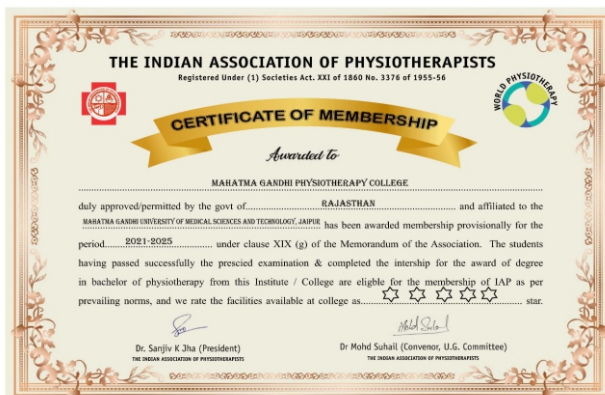 THE INDIAN ASSOCIATION OF PHYSIOTHERAPISTS
Registered Under (1) Societies Act. XXI of 1860 No. 3376 of 1955-56
WORLD PHYSIOTHERAPY
CERTIFICATE OF MEMBERSHIP
Awarded to
MAHATMA GANDHI PHYSIOTHERAPY COLLEGE
duly approved/permitted by the govt of RAJASTHAN and affiliated to the
MAHATMA GANDHI UNIVERSITY OF MEDICAL SCIENCES AND TECHNOLOGY, JAIPUR has been awarded membership provisionally for the
period 2021-2025 under clause XIX (g) of the Memorandum of the Association. The students
having passed successfully the prescied examination & completed the intership for the award of degree
in bachelor of physiotherapy from this Institute / College are eligble for the membership of IAP as per
prevailing norms, and we rate the facilities available at college as star.
Dr. Sanjiv K Jha (President)
THE INDIAN ASSOCIATION OF PHYSIOTHERAPISTS
Mohd Suhail
Dr Mohd Suhail (Convenor, U.G. Committee)
THE INDIAN ASSOCIATION OF PHYSIOTHERAPISTS